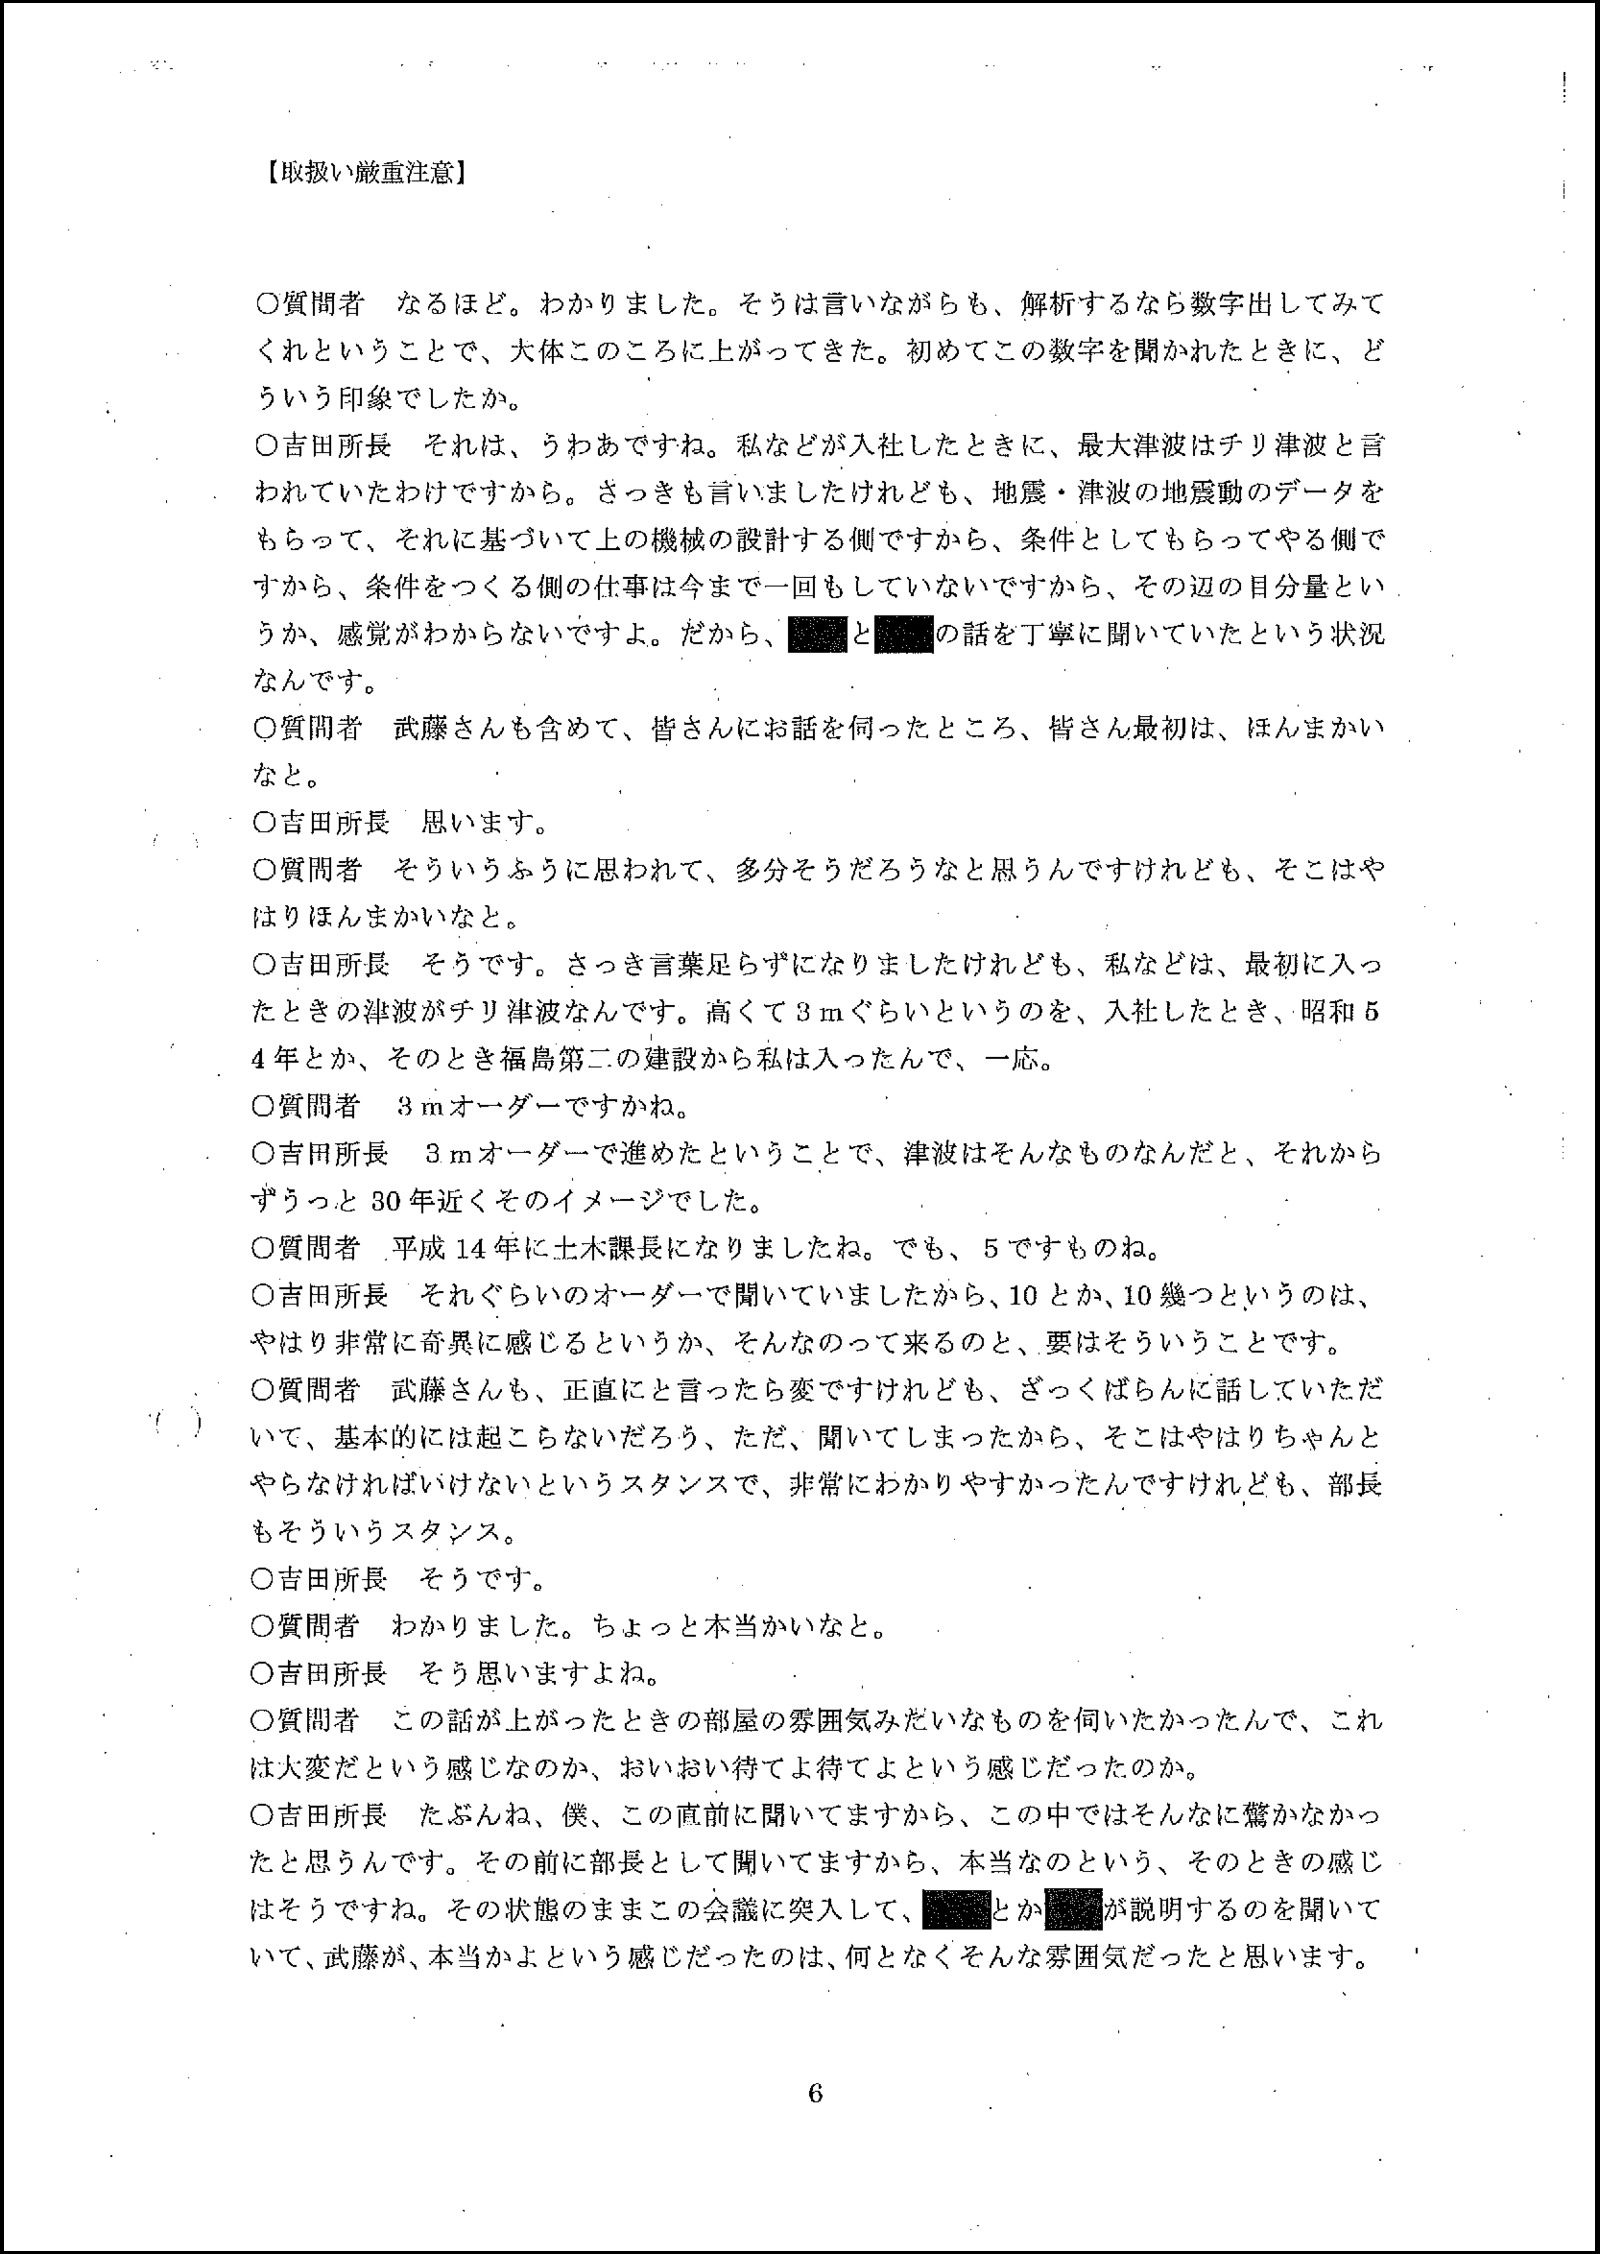 【取扱い厳重注意】
○質問者　なるほど。わかりました。そうは言いながらも、解析するなら数字出してみて
くれということで、大体このころに上がってきた。初めてこの数字を聞かれたときに、ど
ういう印象でしたか。
○吉田所長　それは、うわあですね。私などが入社したときに、最大津波はチリ津波と言
われていたわけですから。さっきも言いましたけれども、地震・津波の地震動のデータを
もらって、それに基づいて上の機械の設計する側ですから、条件としてもらってやる側で
すから、条件をつくる側の仕事は今まで一回もしていないですから、その辺の目分量とい
うか、感覚がわからないですよ。だから、 と の話を丁寧に聞いていたという状況
なんです。
○質問者　武藤さんも含めて、皆さんにお話を伺ったところ、皆さん最初は、ほんまかい
なと。
○吉田所長　思います。
○質問者　そういうふうに思われて、多分そうだろうなと思うんですけれども、そこはや
はりほんまかいなと。
○吉田所長　そうです。さっき言葉足らずになりましたけれども、私などは、最初に入っ
たときの津波がチリ津波なんです。高くて３ｍぐらいというのを、入社したとき、昭和５
４年とか、そのとき福島第二の建設から私は入ったんで、一応。
○質問者　３ｍオーダーですかね。
○吉田所長　３ｍオーダーで進めたということで、津波はそんなものなんだと、それから
ずうっと 30 年近くそのイメージでした。
○質問者　平成 14 年に土木課長になりましたね。でも、５ですものね。
○吉田所長　それぐらいのオーダーで聞いていましたから、10 とか、10 幾つというのは、
やはり非常に奇異に感じるというか、そんなのって来るのと、要はそういうことです。
○質問者　武藤さんも、正直にと言ったら変ですけれども、ざっくばらんに話していただ
いて、基本的には起こらないだろう、ただ、聞いてしまったから、そこはやはりちゃんと
やらなければいけないというスタンスで、非常にわかりやすかったんですけれども、部長
もそういうスタンス。
○吉田所長　そうです。
○質問者　わかりました。ちょっと本当かいなと。
○吉田所長　そう思いますよね。
○質問者　この話が上がったときの部屋の雰囲気みたいなものを伺いたかったんで、これ
は大変だという感じなのか、おいおい待てよ待てよという感じだったのか。
○吉田所長　たぶんね、僕、この直前に聞いてますから、この中ではそんなに驚かなかっ
たと思うんです。その前に部長として聞いてますから、本当なのという、そのときの感じ
はそうですね。その状態のままこの会議に突入して、 とか が説明するのを聞いて
いて、武藤が、本当かよという感じだったのは、何となくそんな雰囲気だったと思います。
6